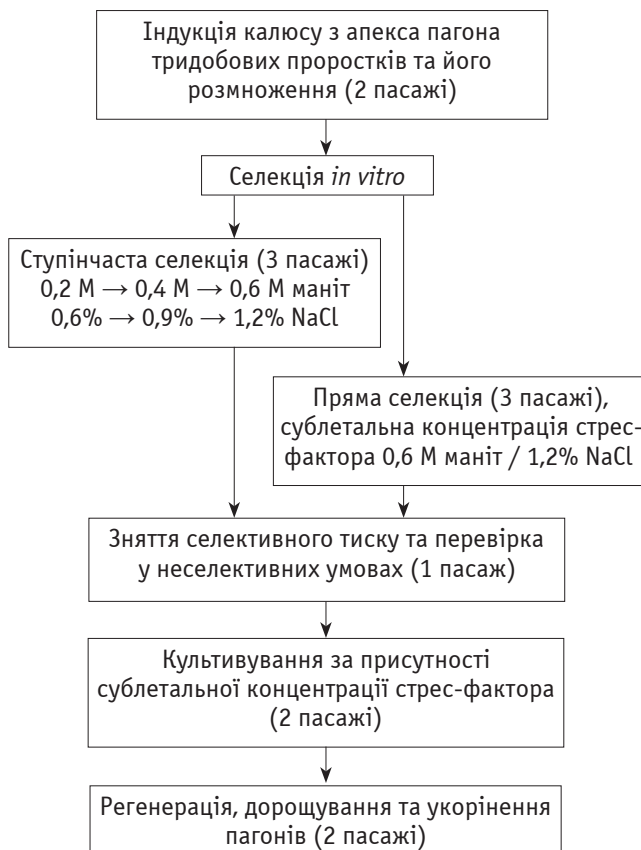 Індукція калюсу з апекса пагона
тридобових проростків та його
розмноження (2 пасажі)
Селекція in vitro
Ступінчаста селекція (3 пасажі)
0,2 М → 0,4 М → 0,6 М маніт
0,6% → 0,9% → 1,2% NaCl
Пряма селекція (3 пасажі),
сублетальна концентрація стрес-
фактора 0,6 М маніт / 1,2% NaCl
Зняття селективного тиску та перевірка
у неселективних умовах (1 пасаж)
Культивування за присутності
сублетальної концентрації стрес-фактора
(2 пасажі)
Регенерація, дорощування та укорінення
пагонів (2 пасажі)